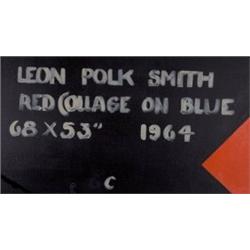 LEON POLK SMITH
RED COLLAGE ON BLUE
68 X 53" 1964
C